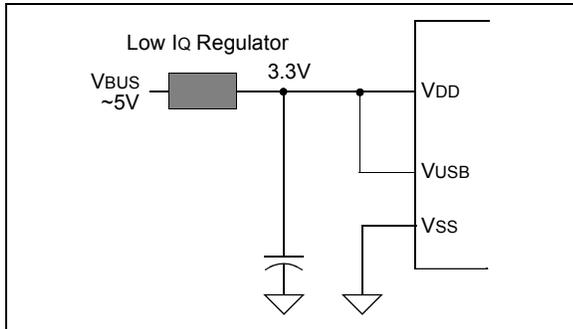 Low IQ Regulator
3.3V
VBUS
~5V
VDD
VUSB
VSS